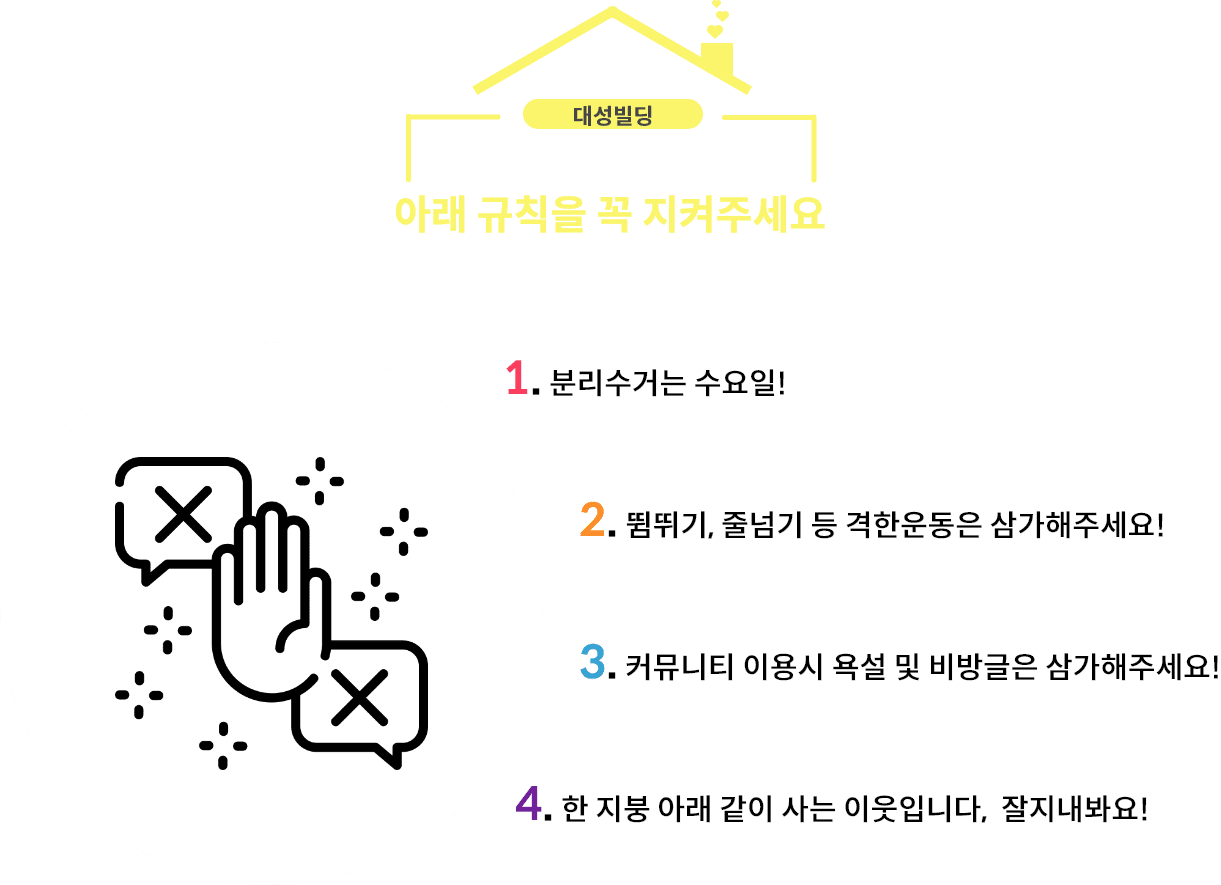 대성빌딩
아래 규칙을 꼭 지켜주세요
1. 분리수거는 수요일!
2. 뜀뛰기, 줄넘기 등 격한운동은 삼가해주세요!
3. 커뮤니티 이용시 욕설 및 비방글은 삼가해주세요!
4. 한 지붕 아래 같이 사는 이웃입니다, 잘지내봐요!